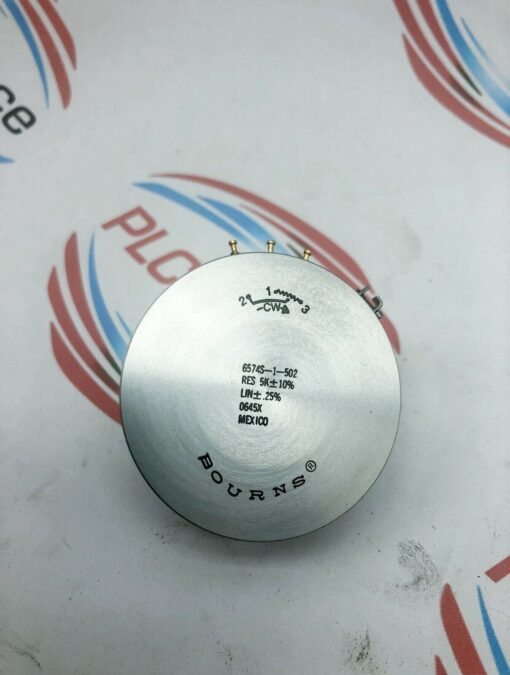 ce
PLC
2 1 3
CW
6574S-1-502
RES 5K±10%
LIN± .25%
0645X
MEXICO
BOURNS®